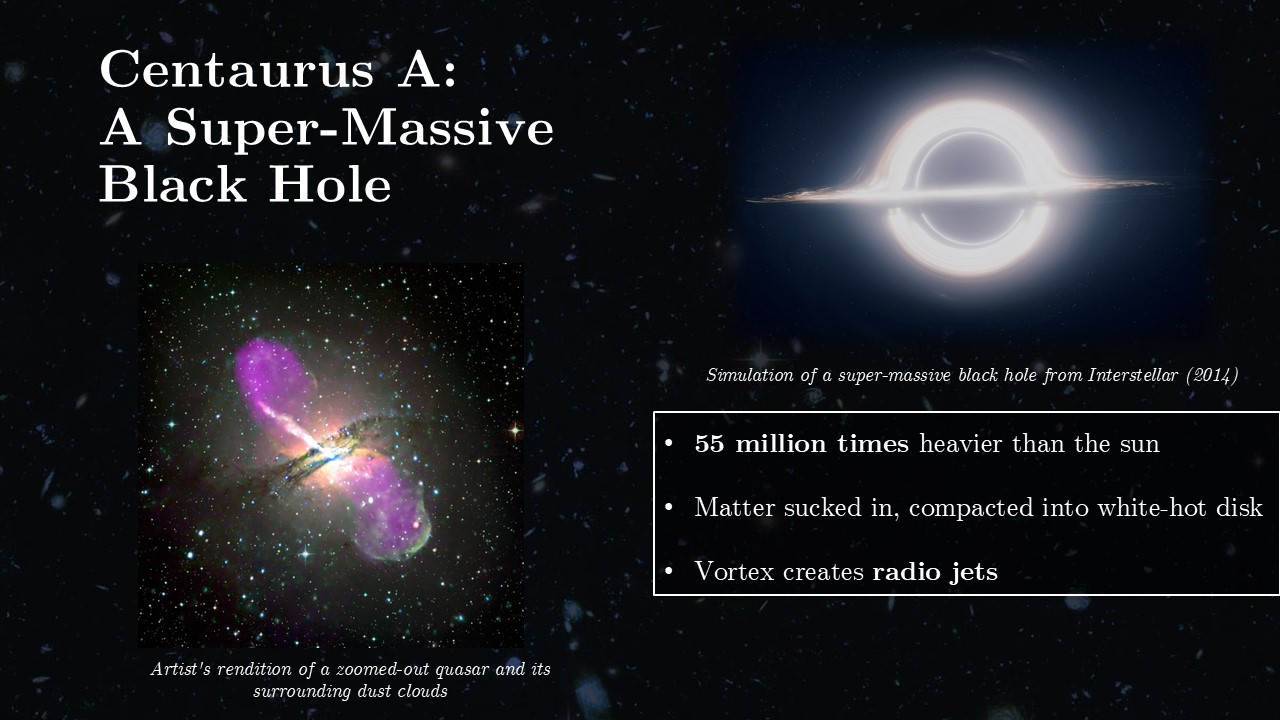 Centaurus A:
A Super-Massive
Black Hole
Simulation of a super-massive black hole from Interstellar (2014)
• 55 million times heavier than the sun
• Matter sucked in, compacted into white-hot disk
• Vortex creates radio jets
Artist's rendition of a zoomed-out quasar and its
surrounding dust clouds